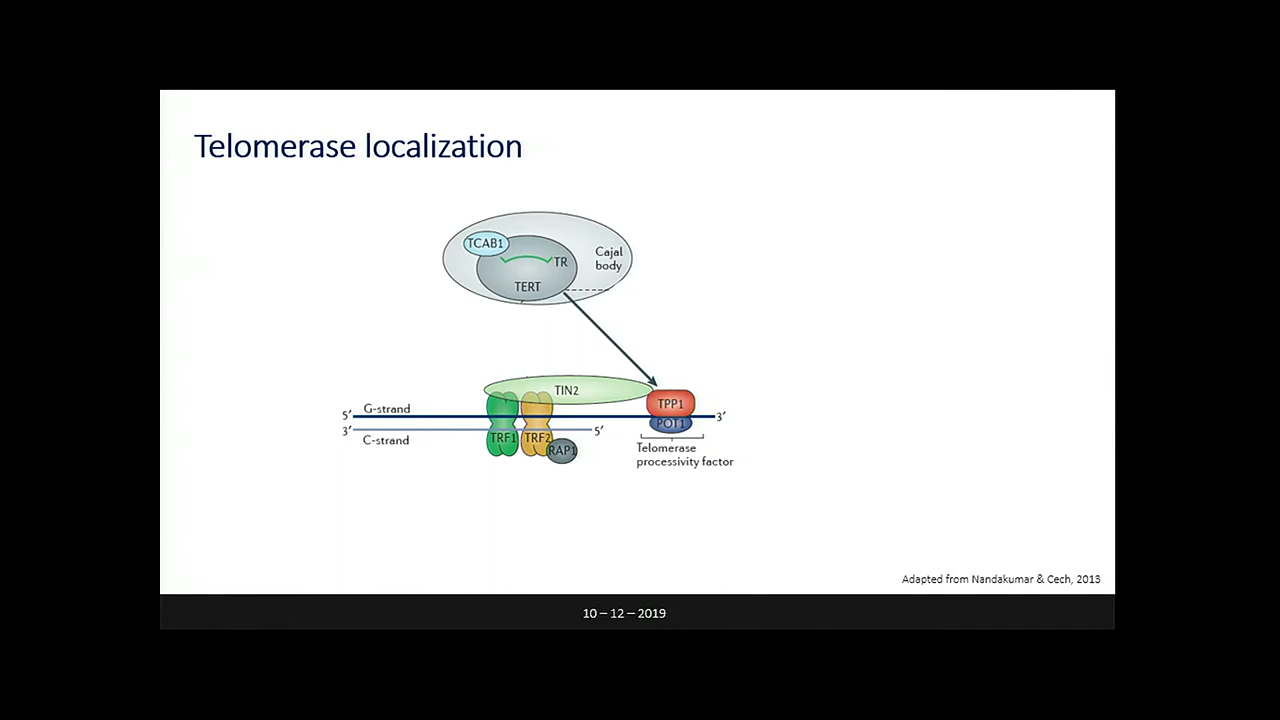 Telomerase localization
TCAB1
TR
Cajal
body
TERT
TIN2
TPP1
5′ G-strand 3′
POT1
3′ 5′
C-strand
TRF1 TRF2
RAP1
Telomerase
processivity factor
Adapted from Nandakumar & Cech, 2013
10 – 12 – 2019